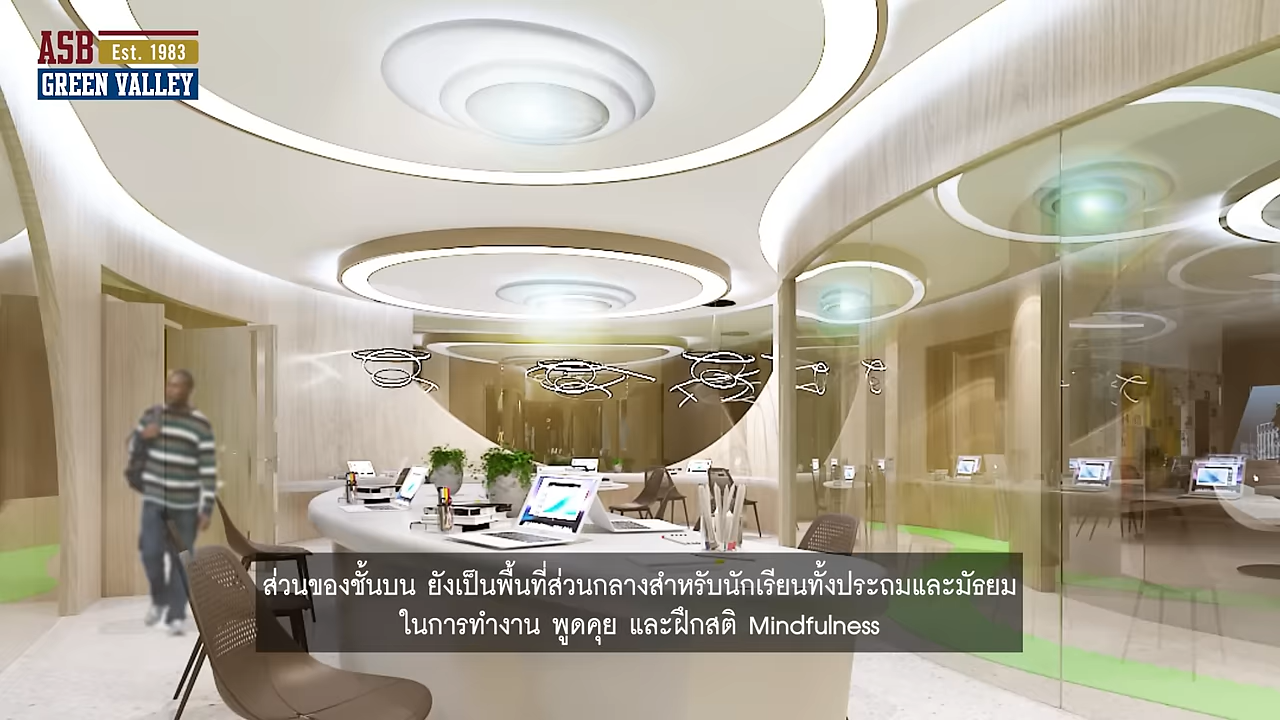 ASB Est. 1983
GREEN VALLEY
ส่วนของชั้นบน ยังเป็นพื้นที่ส่วนกลางสำหรับนักเรียนทั้งประถมและมัธยม
ในการทำงาน พูดคุย และฝึกสติ Mindfulness